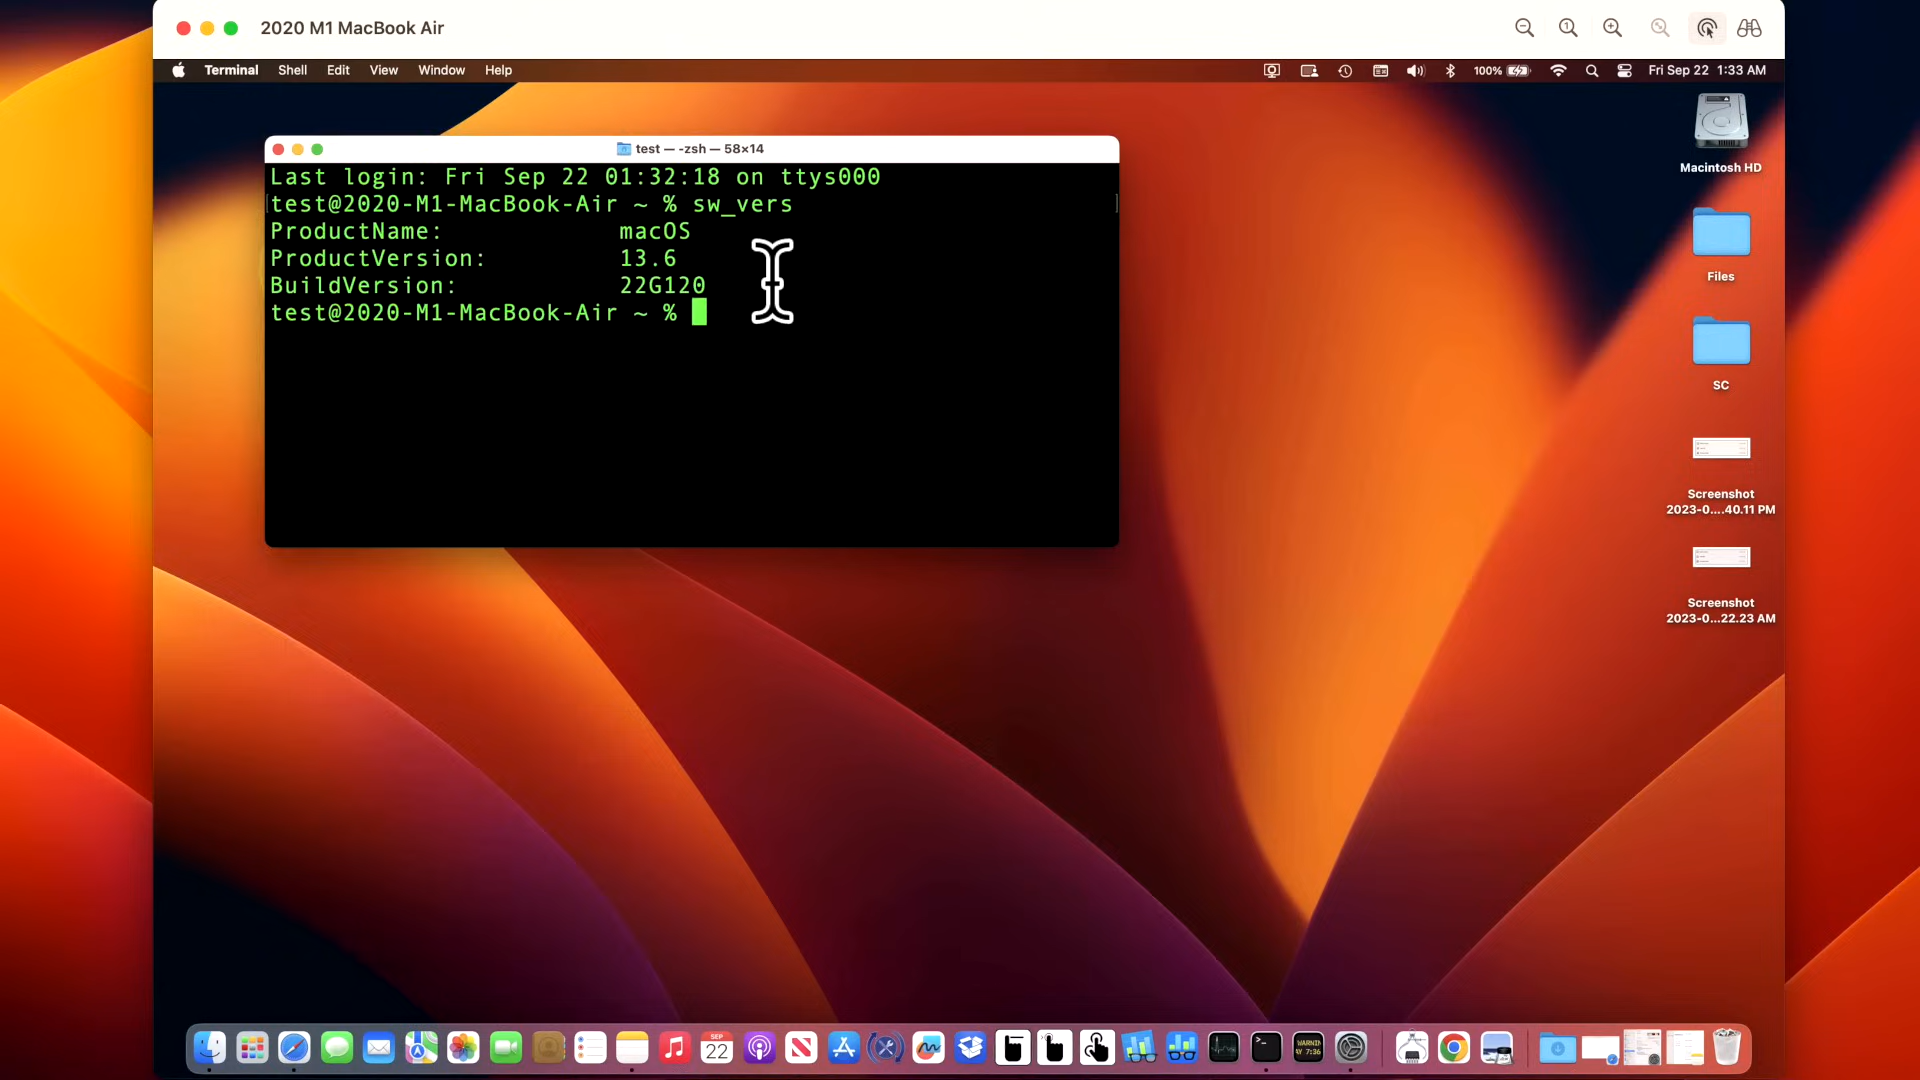 2020 M1 MacBook Air
Terminal Shell Edit View Window Help 100% Fri Sep 22 1:33 AM
test — -zsh — 58×14
Last login: Fri Sep 22 01:32:18 on ttys000
test@2020-M1-MacBook-Air ~ % sw_vers
ProductName: macOS
ProductVersion: 13.6
BuildVersion: 22G120
test@2020-M1-MacBook-Air ~ %
Macintosh HD
Files
SC
Screenshot
2023-0....40.11 PM
Screenshot
2023-0...22.23 AM
SEP
22